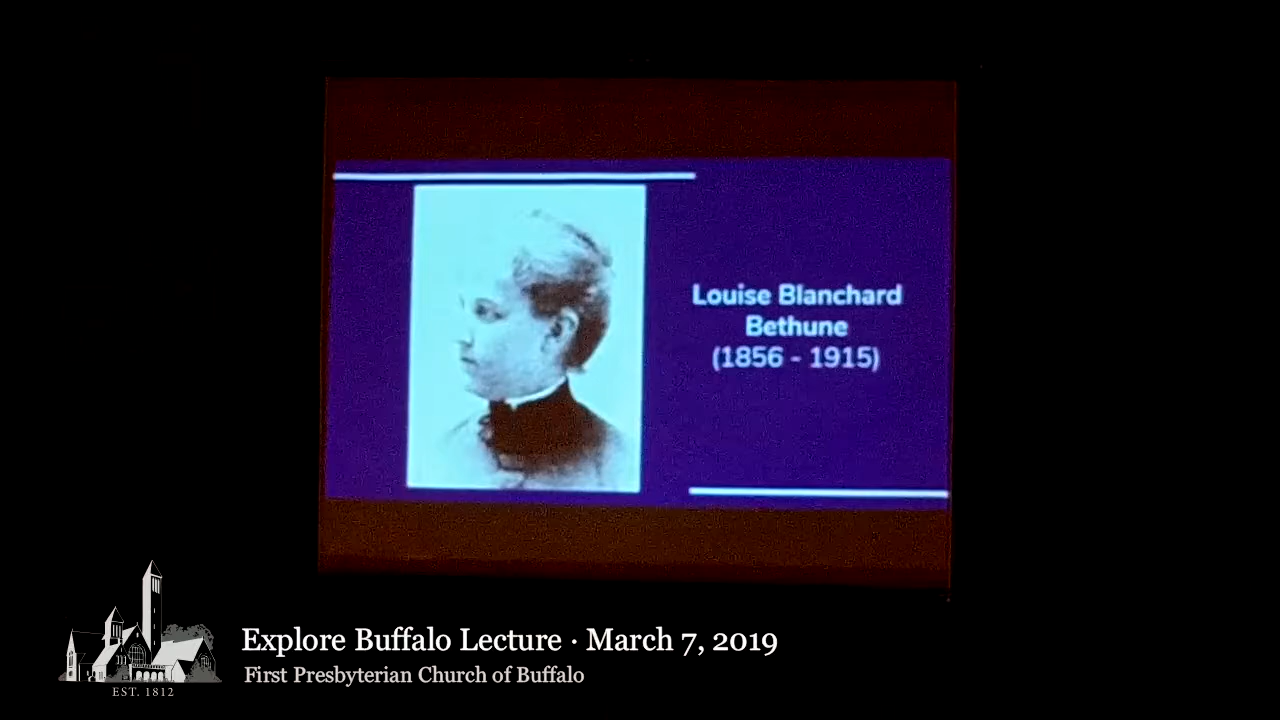 Louise Blanchard
Bethune
(1856 - 1915)
Explore Buffalo Lecture · March 7, 2019
First Presbyterian Church of Buffalo
EST. 1812